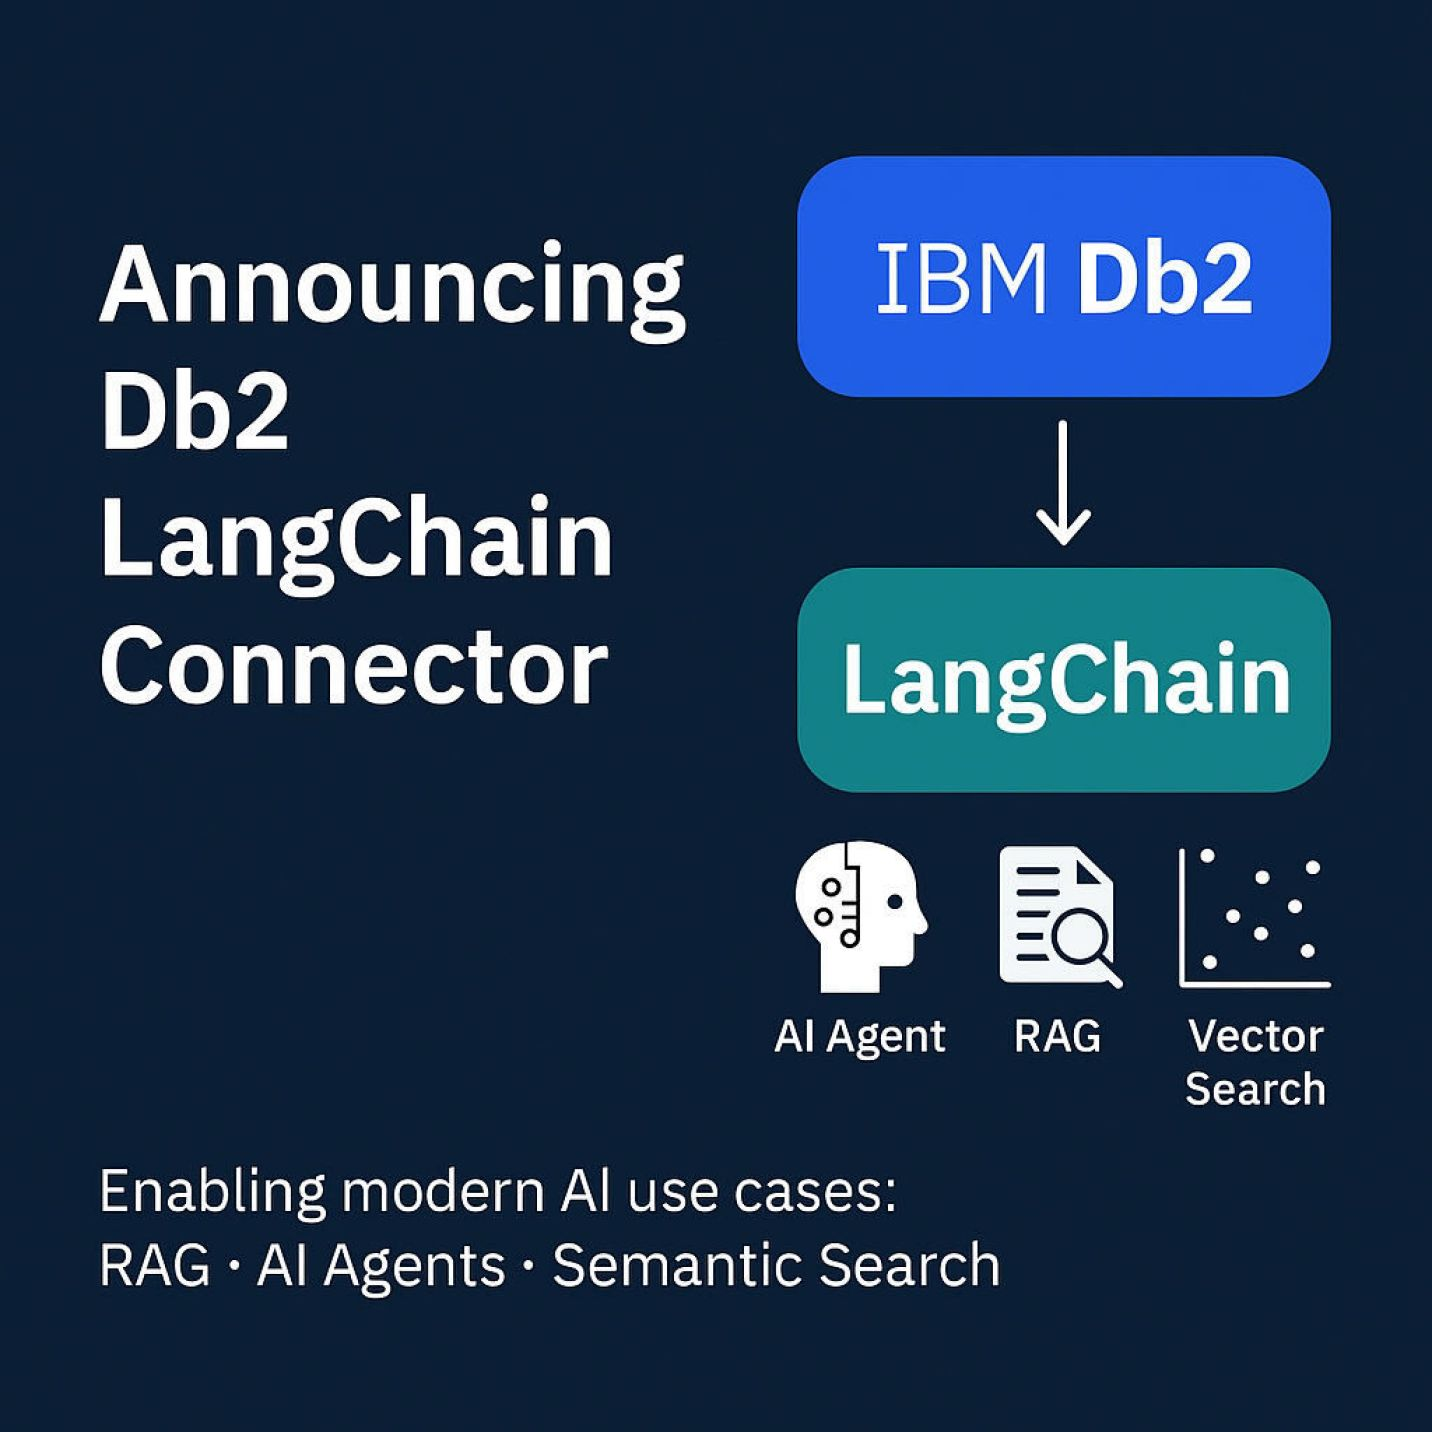 Announcing
Db2
LangChain
Connector
IBM Db2
LangChain
AI Agent
RAG
Vector
Search
Enabling modern AI use cases:
RAG · AI Agents · Semantic Search